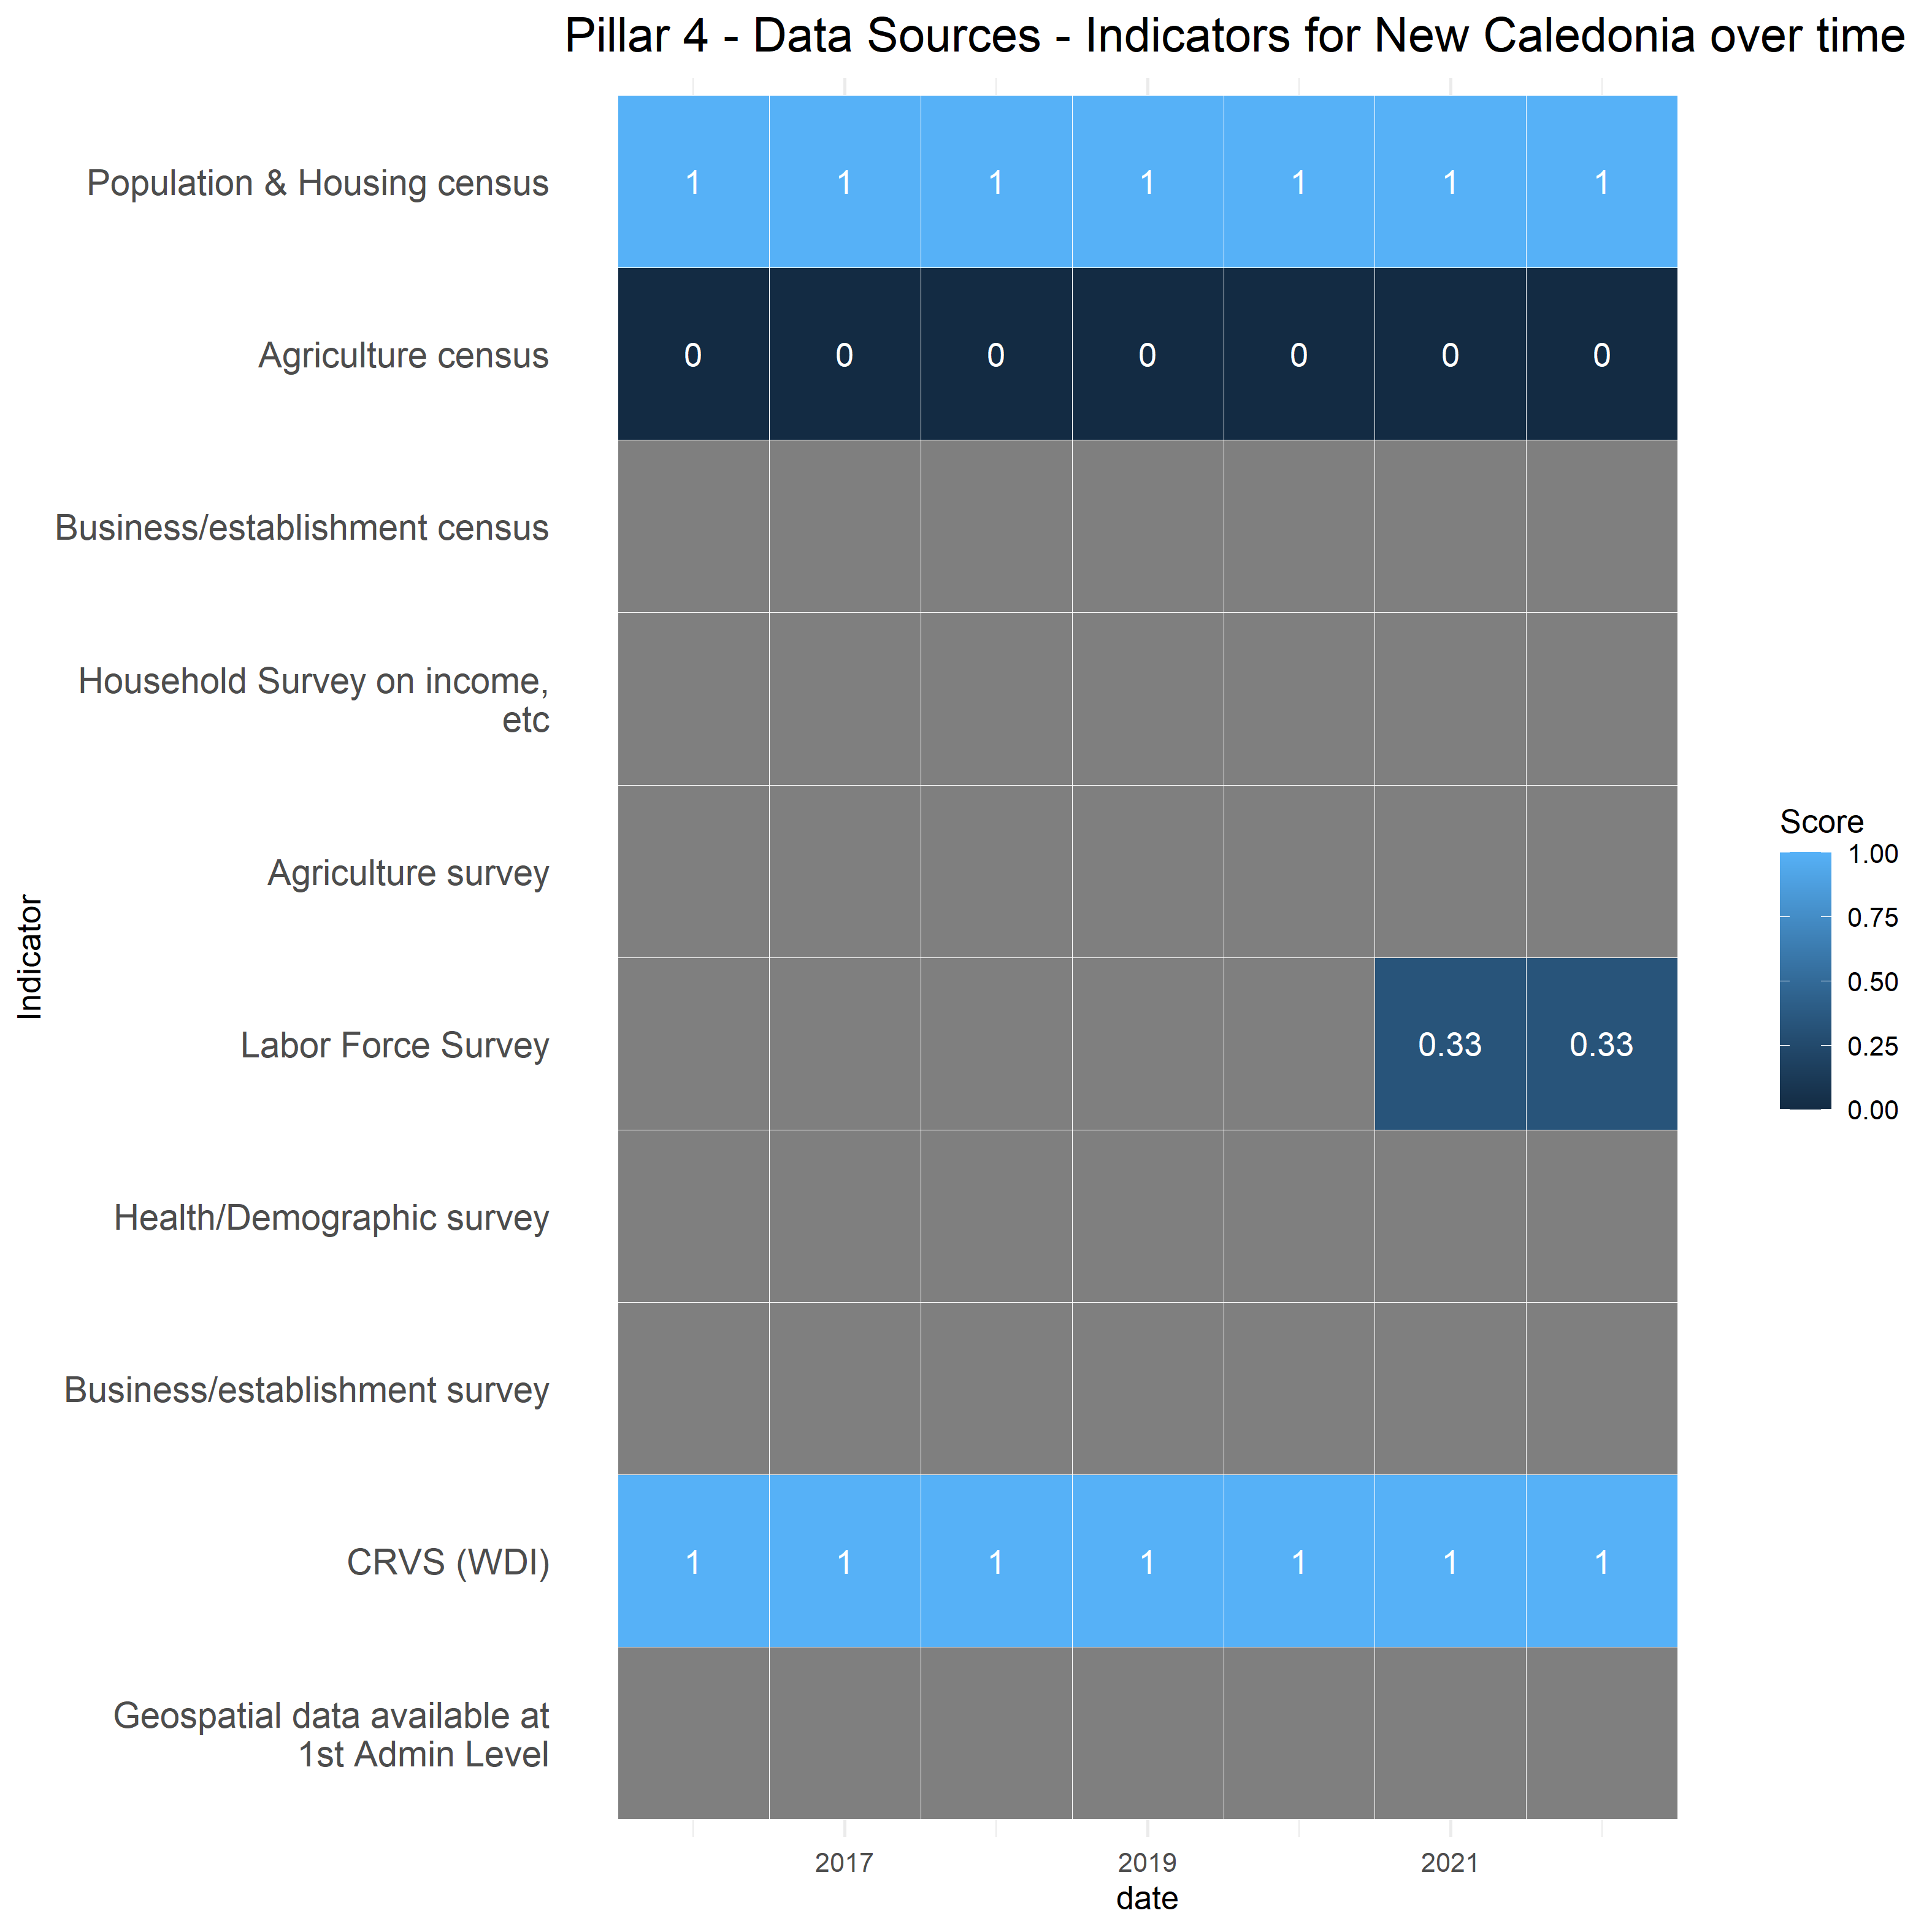 Pillar 4 - Data Sources - Indicators for New Caledonia over time
Population & Housing census
1 1 1 1 1 1 1
Agriculture census
0 0 0 0 0 0 0
Business/establishment census
Household Survey on income,
etc
Agriculture survey
Labor Force Survey
0.33 0.33
Health/Demographic survey
Business/establishment survey
CRVS (WDI)
1 1 1 1 1 1 1
Geospatial data available at
1st Admin Level
Indicator
2017 2019 2021
date
Score
1.00
0.75
0.50
0.25
0.00